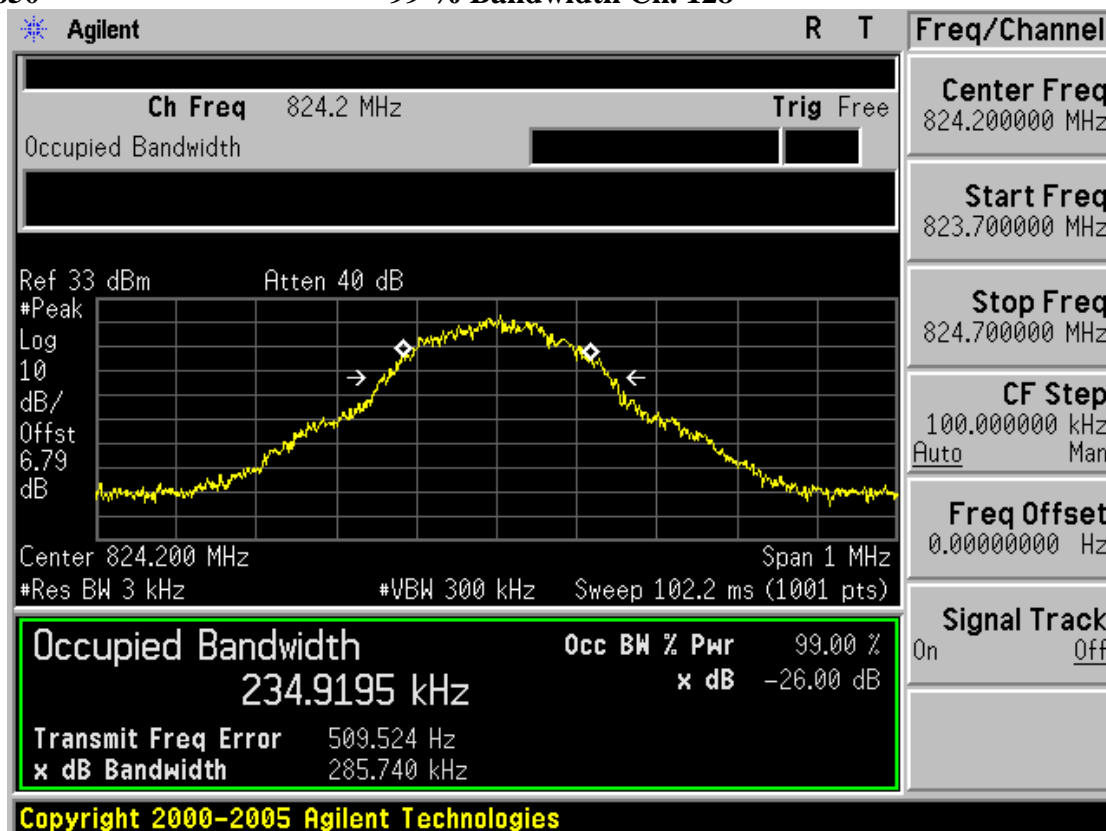 99 % Bandwidth Ch. 128
Agilent R T
Ch Freq 824.2 MHz Trig Free
Occupied Bandwidth
Ref 33 dBm Atten 40 dB
#Peak
Log
10
dB/
Offst
6.79
dB
Center 824.200 MHz Span 1 MHz
#Res BW 3 kHz #VBW 300 kHz Sweep 102.2 ms (1001 pts)
Occupied Bandwidth
234.9195 kHz
Occ BW % Pwr 99.00 %
x dB -26.00 dB
Transmit Freq Error 509.524 Hz
x dB Bandwidth 285.740 kHz
Copyright 2000-2005 Agilent Technologies
Freq/Channel
Center Freq
824.200000 MHz
Start Freq
823.700000 MHz
Stop Freq
824.700000 MHz
CF Step
100.000000 kHz
Auto Man
Freq Offset
0.00000000 Hz
Signal Track
On Off